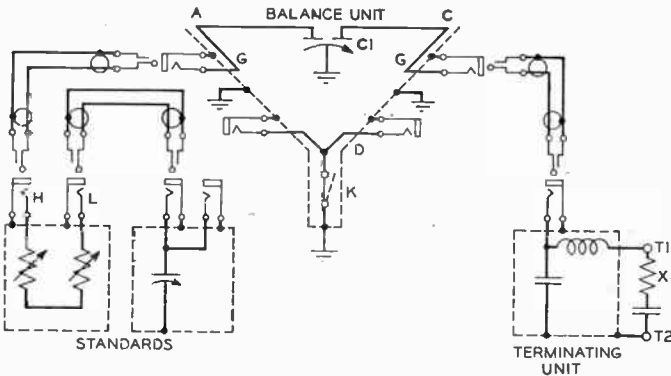 A
BALANCE UNIT
C
C1
G
G
D
K
H
L
T1
X
T2
STANDARDS
TERMINATING
UNIT